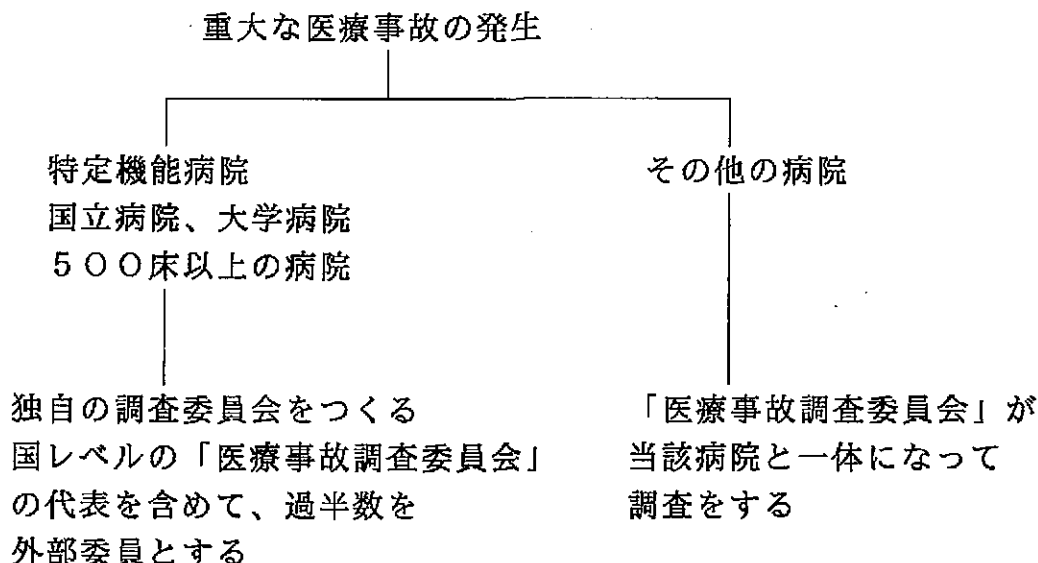 重大な医療事故の発生
特定機能病院
国立病院、大学病院
５００床以上の病院
その他の病院
独自の調査委員会をつくる
国レベルの「医療事故調査委員会」
の代表を含めて、過半数を
外部委員とする
「医療事故調査委員会」が
当該病院と一体になって
調査をする